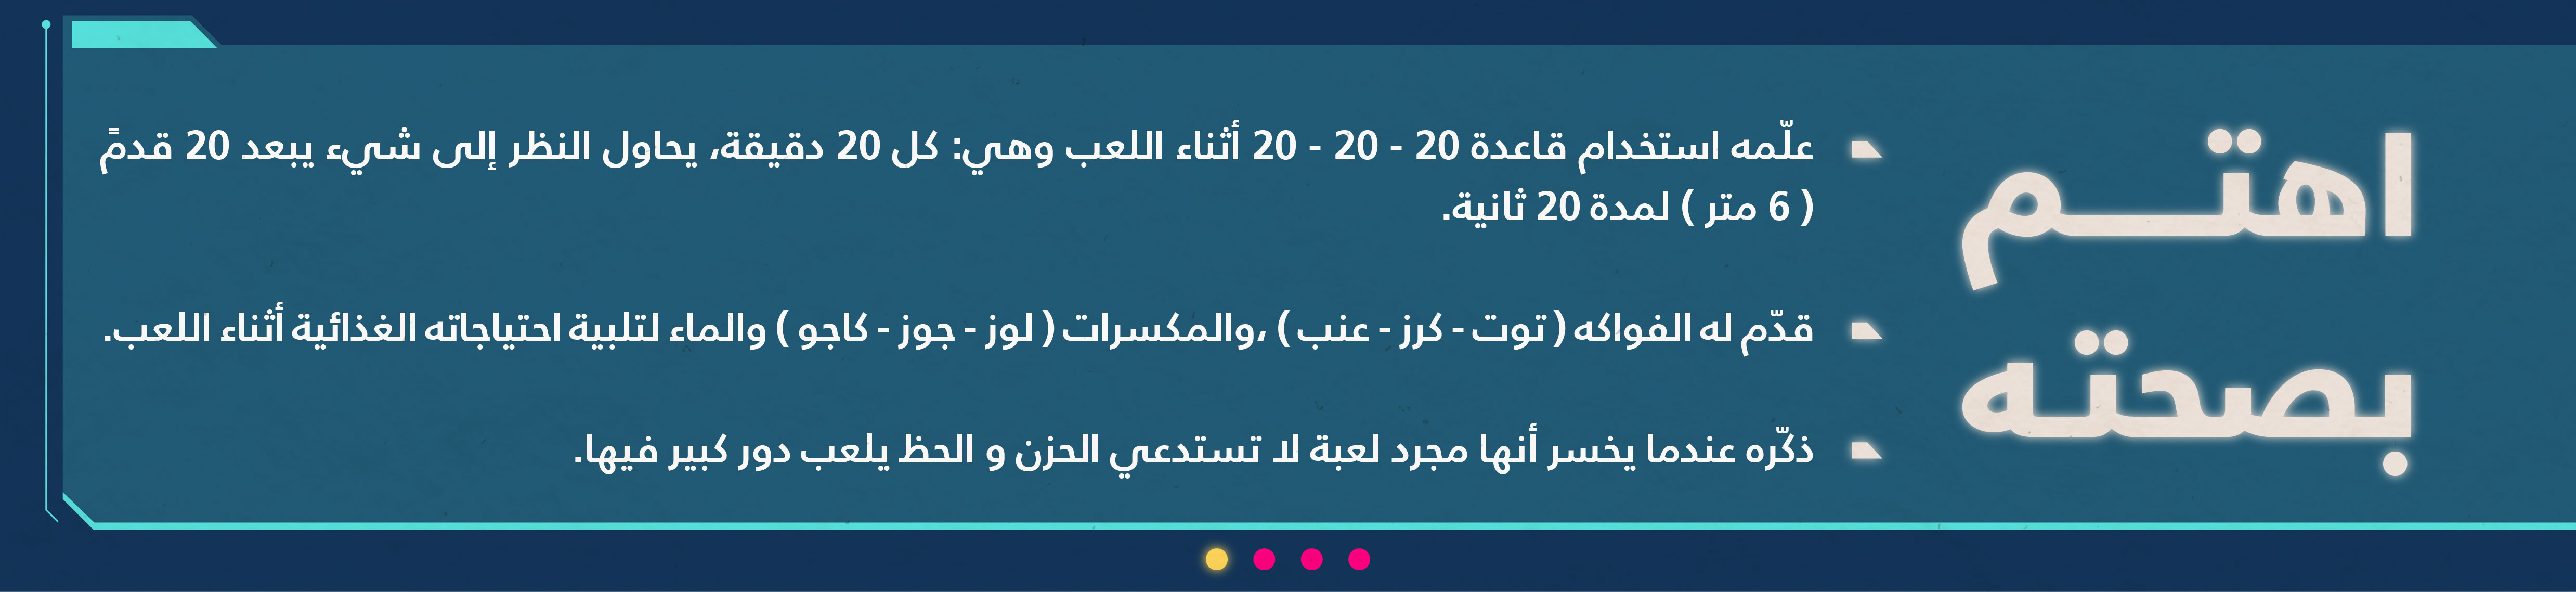 اهتــم
بصحته
علّمه استخدام قاعدة 20 - 20 - 20 أثناء اللعب وهي: كل 20 دقيقة، يحاول النظر إلى شيء يبعد 20 قدمً
( 6 متر ) لمدة 20 ثانية.
قدّم له الفواكه ( توت - كرز - عنب ) ،والمكسرات ( لوز - جوز - كاجو ) والماء لتلبية احتياجاته الغذائية أثناء اللعب.
ذكّره عندما يخسر أنها مجرد لعبة لا تستدعي الحزن و الحظ يلعب دور كبير فيها.